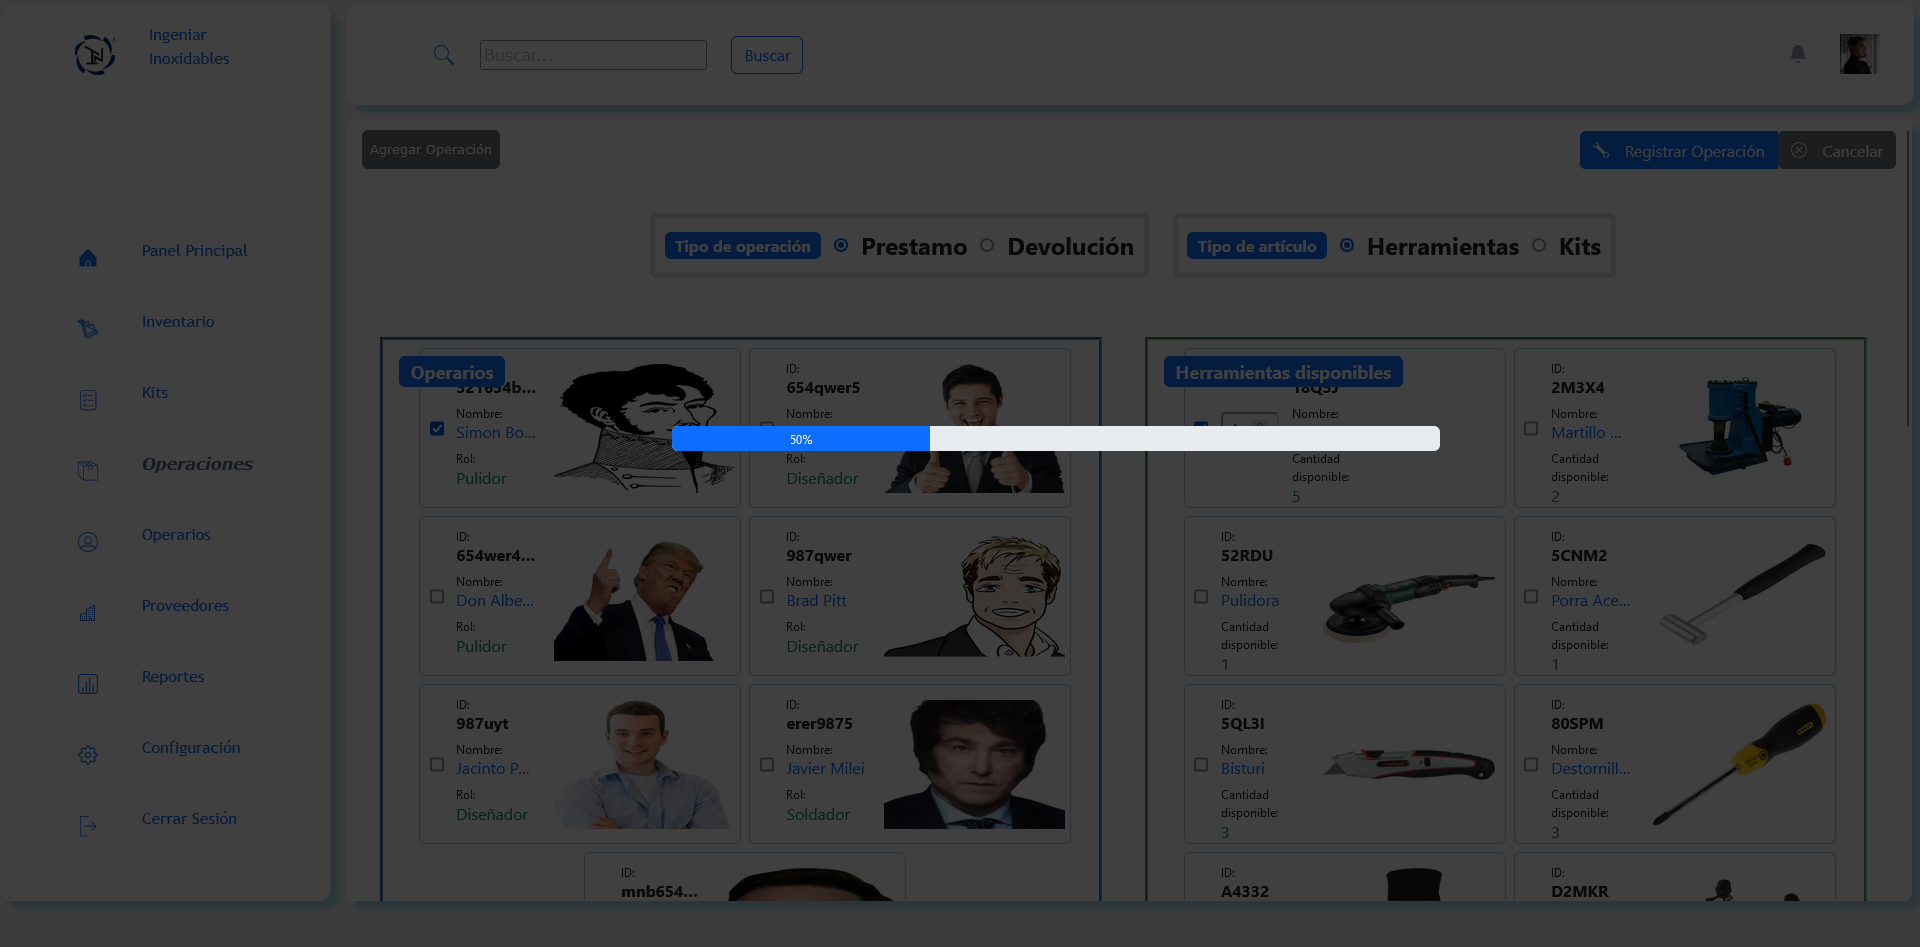 Ingeniar
Inoxidables
Buscar...
Buscar
Agregar Operación
Registrar Operación
Cancelar
Panel Principal
Inventario
Kits
Operaciones
Operarios
Proveedores
Reportes
Configuración
Cerrar Sesión
Tipo de operación
Prestamo
Devolución
Tipo de artículo
Herramientas
Kits
Operarios
Nombre:
Simon Bo...
Rol:
Pulidor
ID:
654qwer5
Nombre:
50%
Rol:
Diseñador
ID:
654wer4...
Nombre:
Don Albe...
Rol:
Pulidor
ID:
987qwer
Nombre:
Brad Pitt
Rol:
Diseñador
ID:
987uyt
Nombre:
Jacinto P...
Rol:
Diseñador
ID:
erer9875
Nombre:
Javier Milei
Rol:
Soldador
ID:
mnb654...
Herramientas disponibles
Nombre:
Cantidad
disponible:
5
ID:
2M3X4
Nombre:
Martillo ...
Cantidad
disponible:
2
ID:
52RDU
Nombre:
Pulidora
Cantidad
disponible:
1
ID:
5CNM2
Nombre:
Porra Ace...
Cantidad
disponible:
1
ID:
5QL3I
Nombre:
Bisturi
Cantidad
disponible:
3
ID:
80SPM
Nombre:
Destornill...
Cantidad
disponible:
3
ID:
A4332
ID:
D2MKR